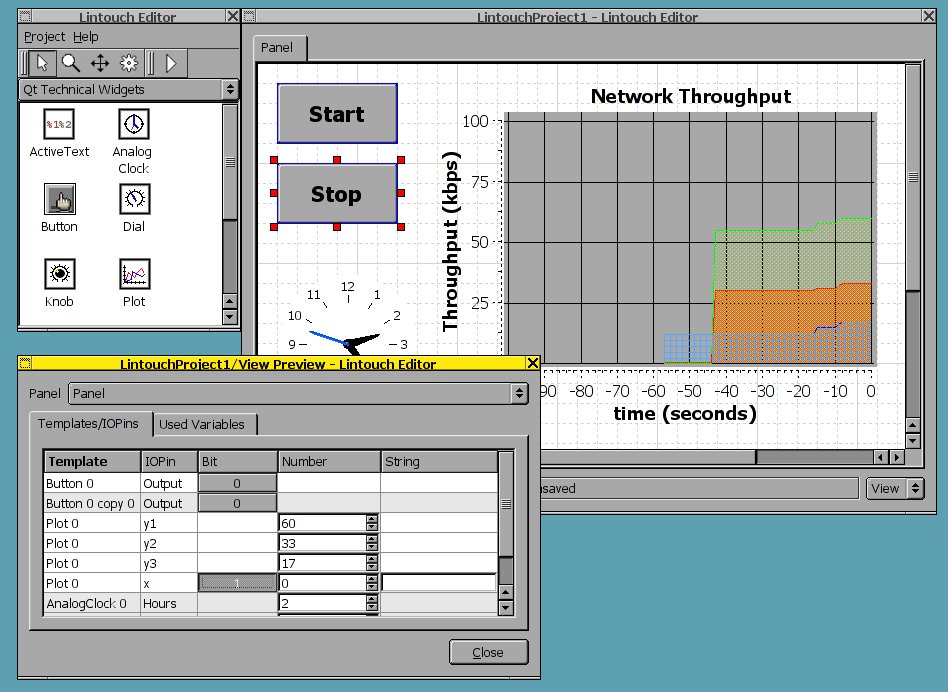 Lintouch Editor
Project Help
Qt Technical Widgets
%1%2
ActiveText
Analog
Clock
Button
Dial
Knob
Plot
LintouchProject1 - Lintouch Editor
Panel
Start
Stop
12
1
2
3
9
10
11
Network Throughput
Throughput (kbps)
100
75
50
25
90 -80 -70 -60 -50 -40 -30 -20 -10 0
time (seconds)
View
LintouchProject1/View Preview - Lintouch Editor
Panel Panel
Templates/IOPins Used Variables
Template IOPin Bit Number String
Button 0 Output 0
Button 0 copy 0 Output 0
Plot 0 y1 60
Plot 0 y2 33
Plot 0 y3 17
Plot 0 x 1 0
AnalogClock 0 Hours 2
Close